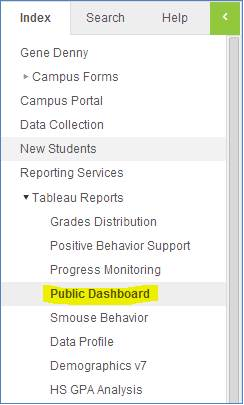 Index Search Help
Gene Denny
Campus Forms
Campus Portal
Data Collection
New Students
Reporting Services
Tableau Reports
Grades Distribution
Positive Behavior Support
Progress Monitoring
Public Dashboard
Smouse Behavior
Data Profile
Demographics v7
HS GPA Analysis